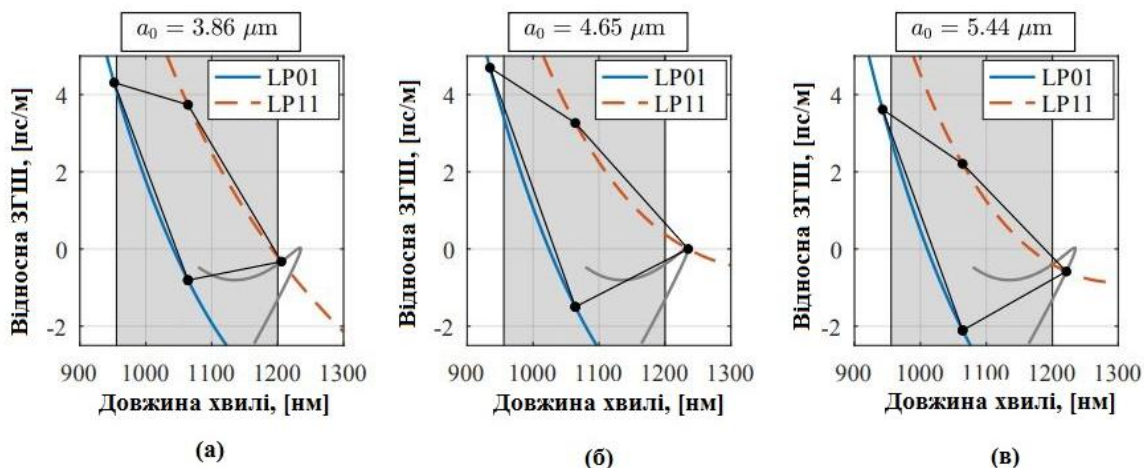 a₀ = 3.86 μm
a₀ = 4.65 μm
a₀ = 5.44 μm
LP01
LP11
LP01
LP11
LP01
LP11
Відносна ЗГШ, [пс/м]
4
2
0
-2
900 1000 1100 1200 1300
Довжина хвилі, [нм]
(а)
Відносна ЗГШ, [пс/м]
4
2
0
-2
900 1000 1100 1200 1300
Довжина хвилі, [нм]
(б)
Відносна ЗГШ, [пс/м]
4
2
0
-2
900 1000 1100 1200 1300
Довжина хвилі, [нм]
(в)